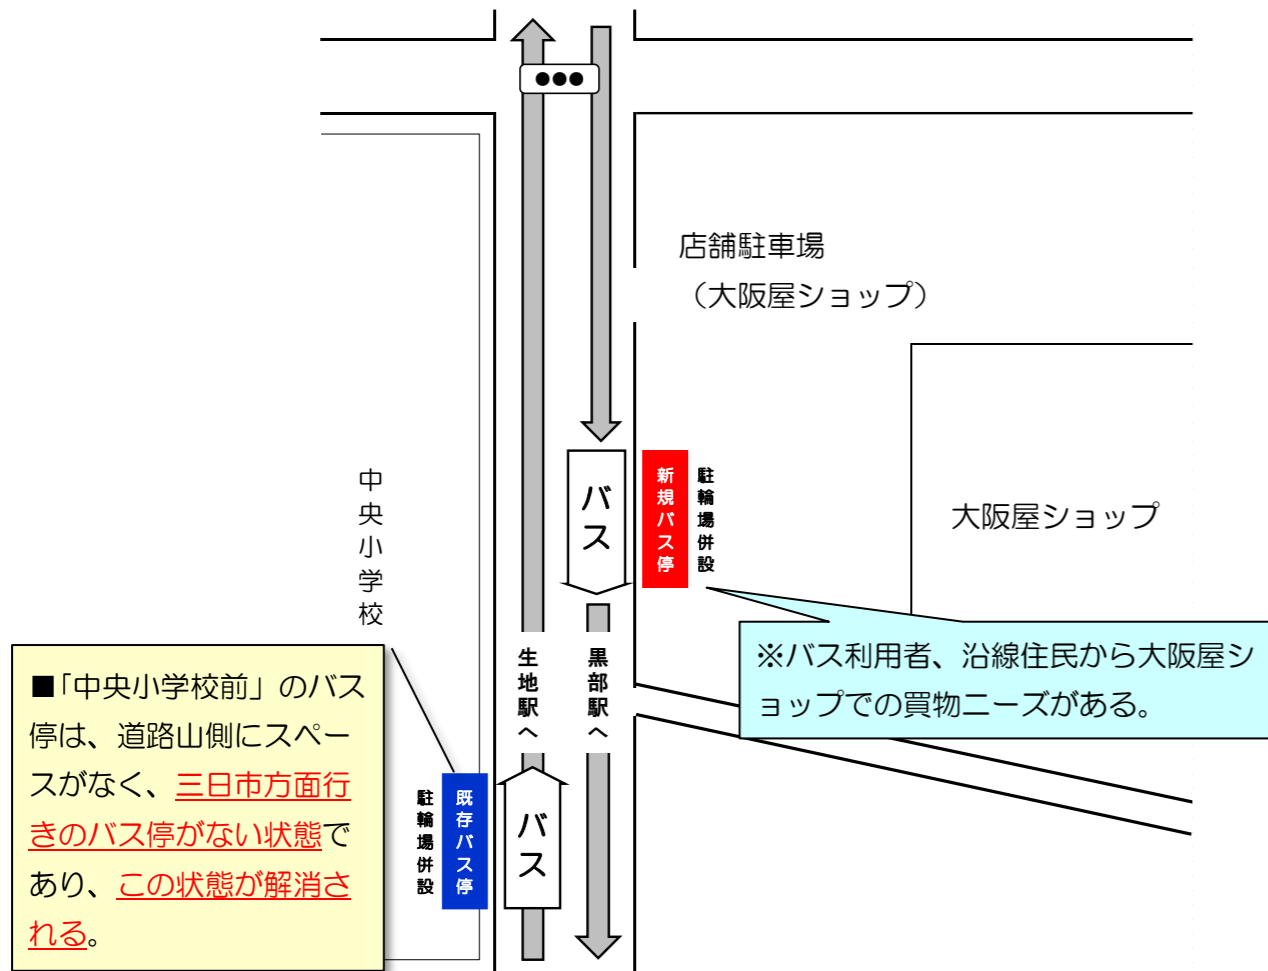 店舗駐車場
（大阪屋ショップ）
中央小学校
バス
新規バス停
駐輪場併設
大阪屋ショップ
※バス利用者、沿線住民から大阪屋シ
ョップでの買物ニーズがある。
生地駅へ
黒部駅へ
■「中央小学校前」のバス
停は、道路山側にスペー
スがなく、三日市方面行
きのバス停がない状態で
あり、この状態が解消さ
れる。
駐輪場併設
既存バス停
バス